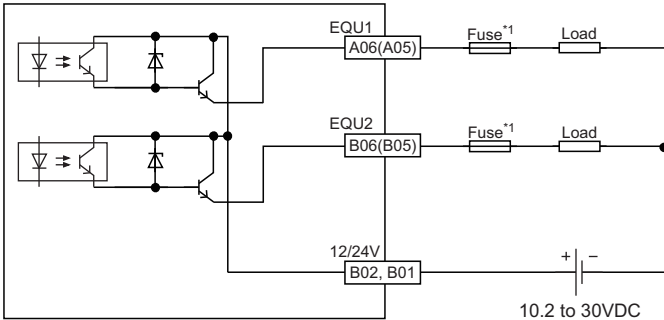 EQU1
A06(A05)
Fuse*1
Load
EQU2
B06(B05)
Fuse*1
Load
12/24V
B02, B01
+ −
10.2 to 30VDC